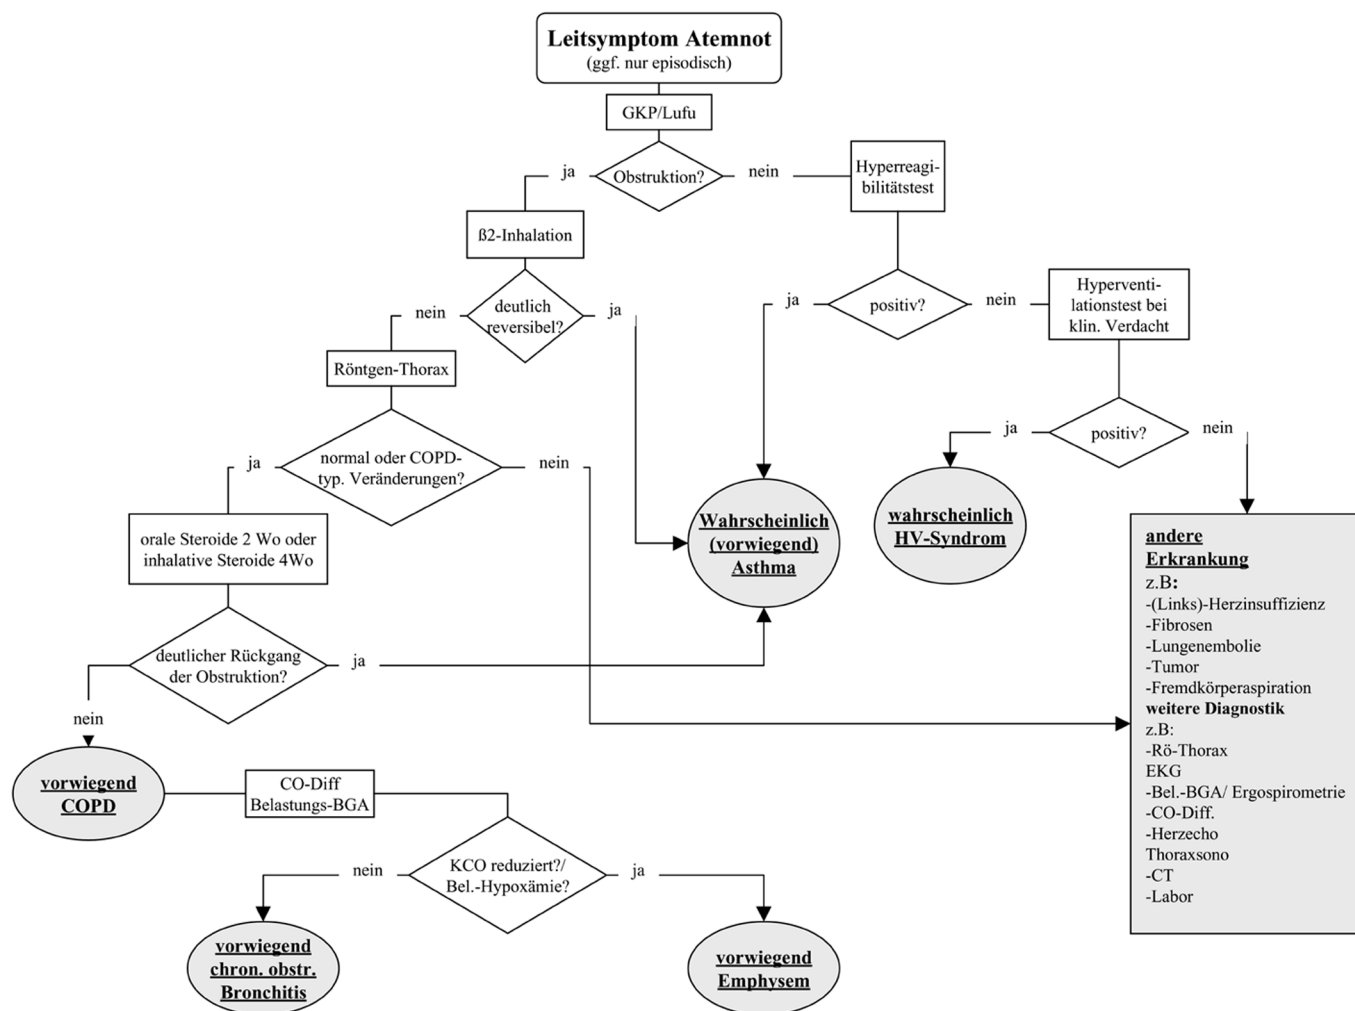 Leitsymptom Atemnot
(ggf. nur episodisch)
GKP/Lufu
ja
Obstruktion?
nein
Hyperreagi-
bilitätstest
ß2-Inhalation
nein
deutlich
reversibel?
ja
ja
positiv?
nein
Hyperventi-
lationstest bei
klin. Verdacht
Röntgen-Thorax
ja
normal oder COPD-
typ. Veränderungen?
nein
ja
positiv?
nein
orale Steroide 2 Wo oder
inhalative Steroide 4Wo
Wahrscheinlich
(vorwiegend)
Asthma
wahrscheinlich
HV-Syndrom
andere
Erkrankung
z.B:
-(Links)-Herzinsuffizienz
-Fibrosen
-Lungenembolie
-Tumor
-Fremdkörperaspiration
weitere Diagnostik
z.B:
-Rö-Thorax
EKG
-Bel.-BGA/ Ergospirometrie
-CO-Diff.
-Herzecho
Thoraxsono
-CT
-Labor
deutlicher Rückgang
der Obstruktion?
ja
nein
vorwiegend
COPD
CO-Diff
Belastungs-BGA
nein
KCO reduziert?/
Bel.-Hypoxämie?
ja
vorwiegend
chron. obstr.
Bronchitis
vorwiegend
Emphysem